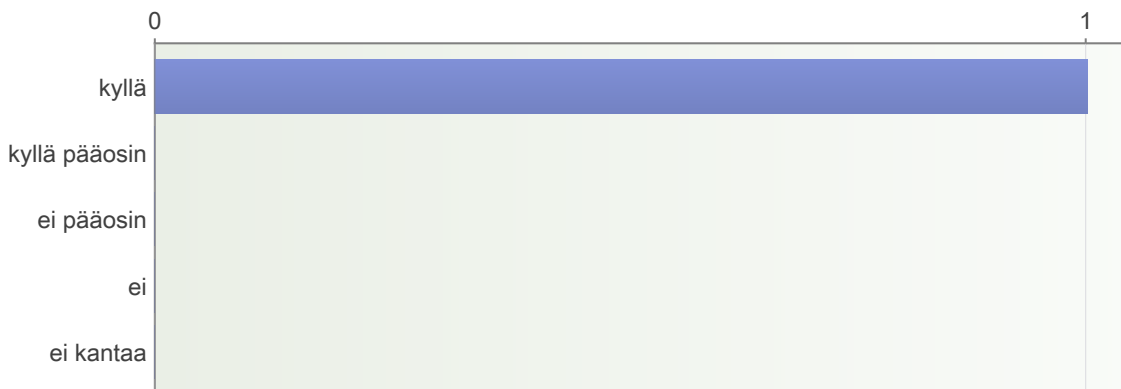 0 1
kyllä
kyllä pääosin
ei pääosin
ei
ei kantaa